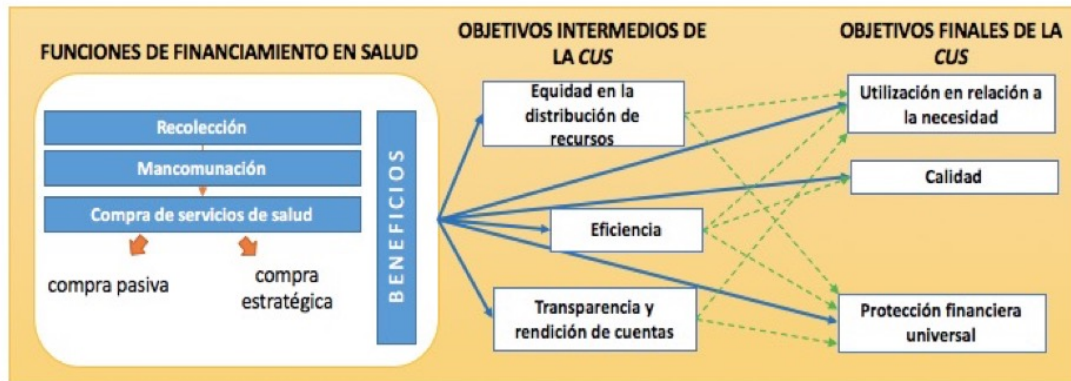 FUNCIONES DE FINANCIAMIENTO EN SALUD
Recolección
Mancomunación
Compra de servicios de salud
compra pasiva
compra
estratégica
BENEFICIOS
OBJETIVOS INTERMEDIOS DE
LA CUS
Equidad en la
distribución de
recursos
Eficiencia
Transparencia y
rendición de cuentas
OBJETIVOS FINALES DE LA
CUS
Utilización en relación a
la necesidad
Calidad
Protección financiera
universal